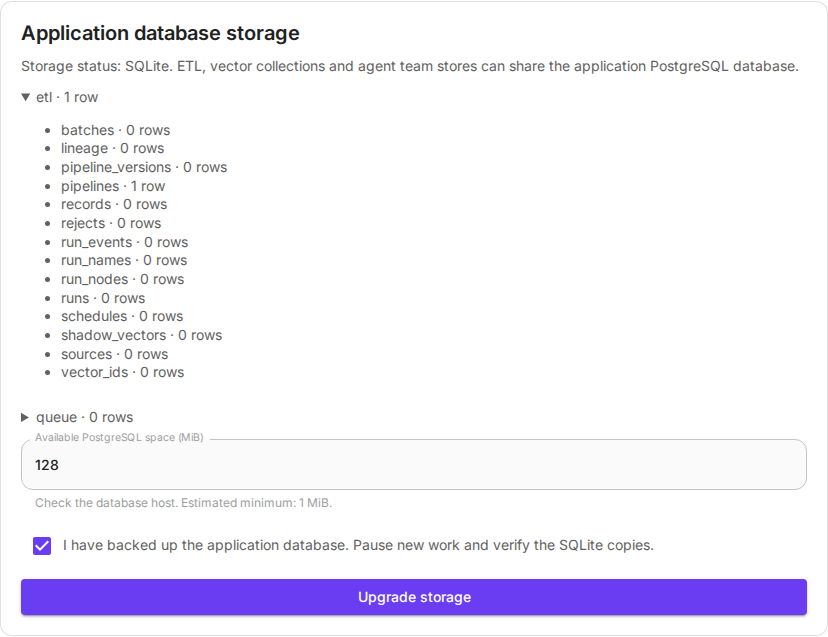 Application database storage
Storage status: SQLite. ETL, vector collections and agent team stores can share the application PostgreSQL database.
etl · 1 row
batches · 0 rows
lineage · 0 rows
pipeline_versions · 0 rows
pipelines · 1 row
records · 0 rows
rejects · 0 rows
run_events · 0 rows
run_names · 0 rows
run_nodes · 0 rows
runs · 0 rows
schedules · 0 rows
shadow_vectors · 0 rows
sources · 0 rows
vector_ids · 0 rows
queue · 0 rows
Available PostgreSQL space (MiB)
128
Check the database host. Estimated minimum: 1 MiB.
I have backed up the application database. Pause new work and verify the SQLite copies.
Upgrade storage